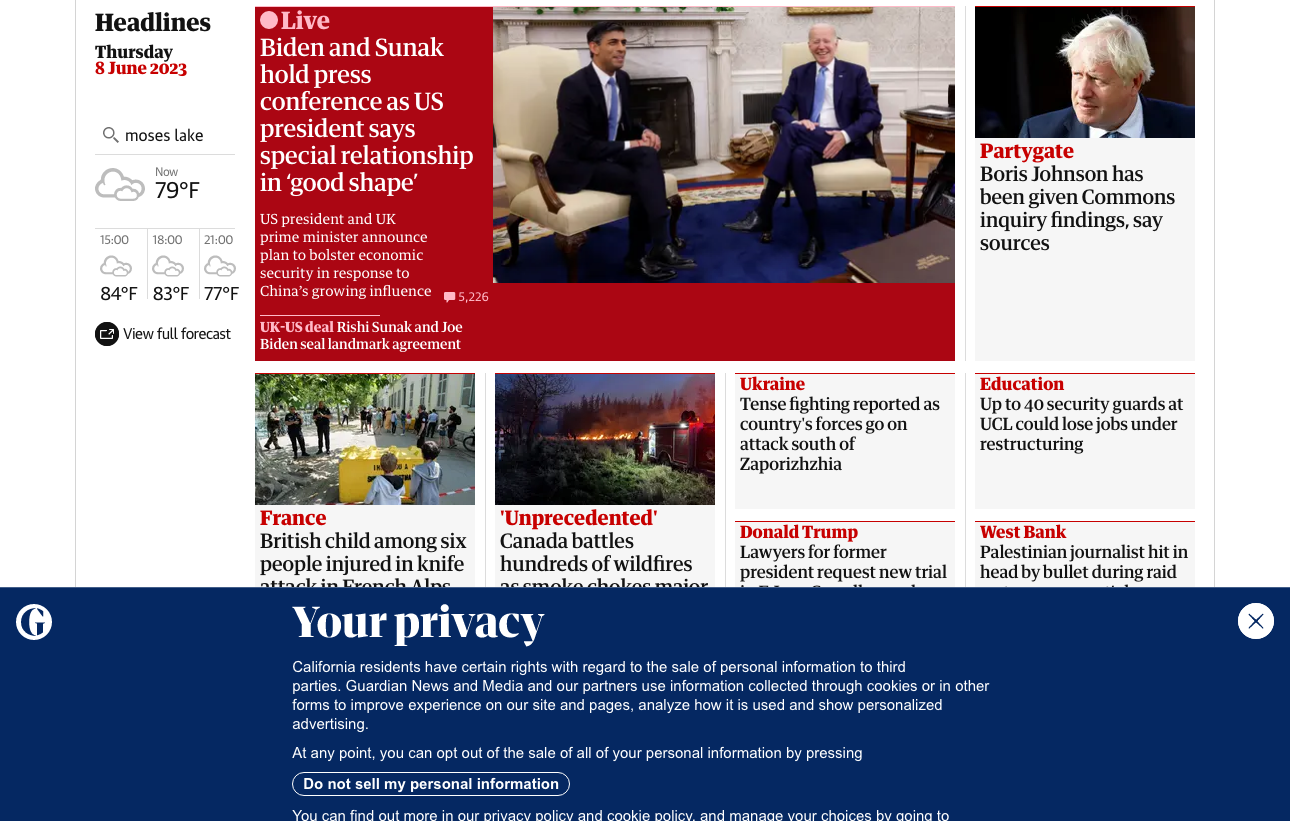 Headlines
Thursday
8 June 2023
moses lake
Now
79°F
15:00
18:00
21:00
84°F
83°F
77°F
View full forecast
Live
Biden and Sunak
hold press
conference as US
president says
special relationship
in ‘good shape’
US president and UK
prime minister announce
plan to bolster economic
security in response to
China’s growing influence
5,226
UK-US deal Rishi Sunak and Joe
Biden seal landmark agreement
Partygate
Boris Johnson has
been given Commons
inquiry findings, say
sources
France
British child among six
people injured in knife
attack in French Alps
'Unprecedented'
Canada battles
hundreds of wildfires
as smoke chokes major
Ukraine
Tense fighting reported as
country's forces go on
attack south of
Zaporizhzhia
Education
Up to 40 security guards at
UCL could lose jobs under
restructuring
Donald Trump
Lawyers for former
president request new trial
West Bank
Palestinian journalist hit in
head by bullet during raid
Your privacy
California residents have certain rights with regard to the sale of personal information to third
parties. Guardian News and Media and our partners use information collected through cookies or in other
forms to improve experience on our site and pages, analyze how it is used and show personalized
advertising.
At any point, you can opt out of the sale of all of your personal information by pressing
Do not sell my personal information
You can find out more in our privacy policy and cookie policy, and manage your choices by going to